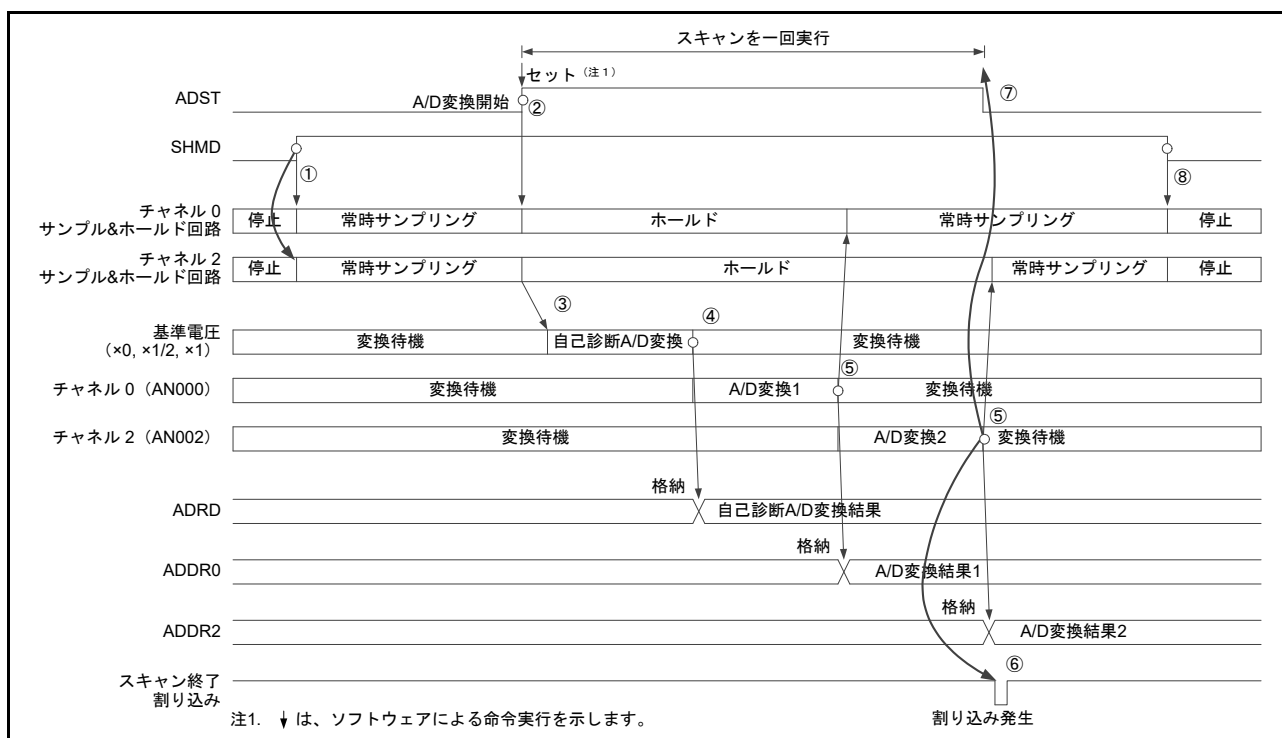 スキャンを一回実行
セット（注1）
ADST
A/D変換開始
②
⑦
SHMD
①
⑧
チャネル 0
サンプル&ホールド回路
停止
常時サンプリング
ホールド
常時サンプリング
停止
チャネル 2
サンプル&ホールド回路
停止
常時サンプリング
ホールド
常時サンプリング
停止
③
④
基準電圧
（×0, ×1/2, ×1）
変換待機
自己診断A/D変換
変換待機
⑤
チャネル 0（AN000）
変換待機
A/D変換1
変換待機
⑤
チャネル 2（AN002）
変換待機
A/D変換2
変換待機
格納
ADRD
自己診断A/D変換結果
格納
ADDR0
A/D変換結果1
格納
ADDR2
A/D変換結果2
スキャン終了
割り込み
⑥
注1. は、ソフトウェアによる命令実行を示します。
割り込み発生